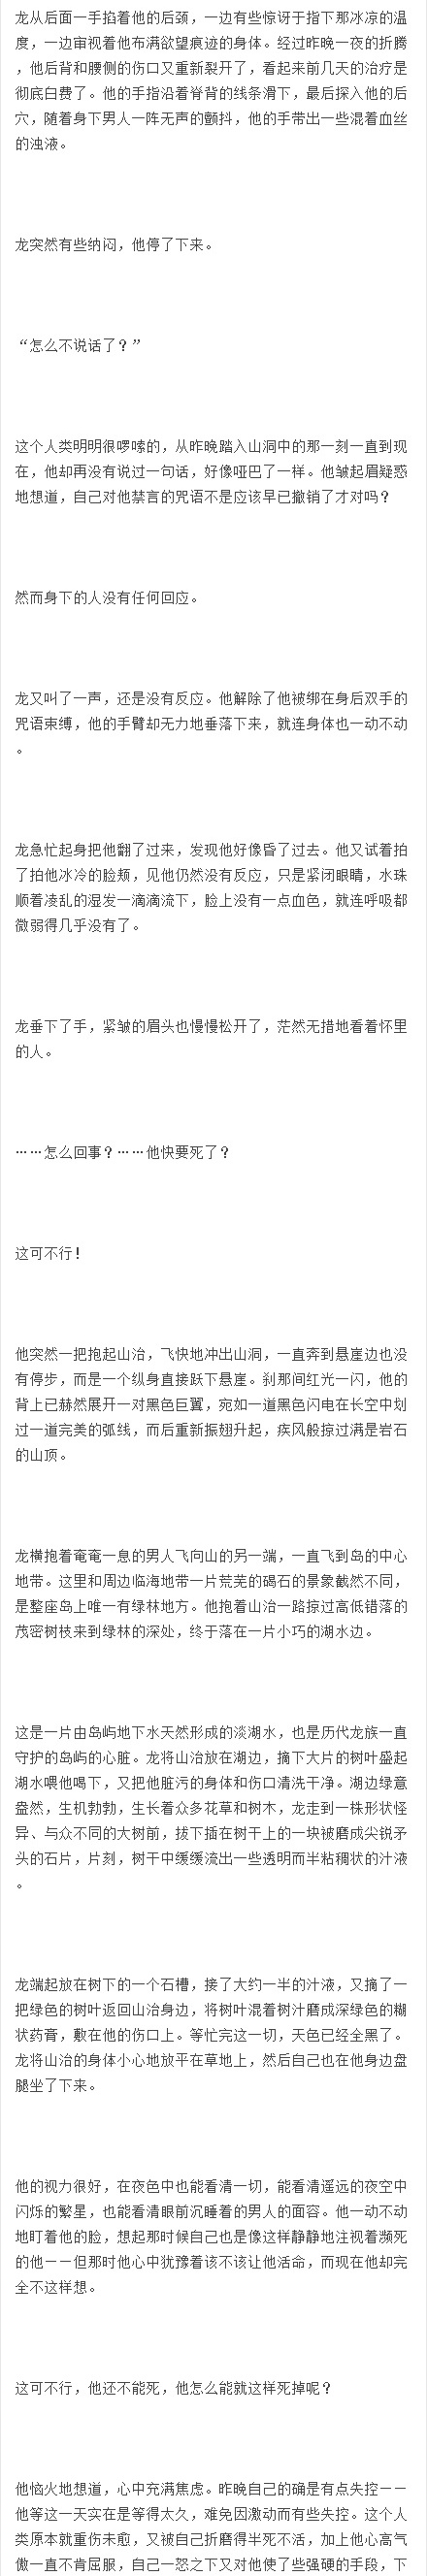 龙从后面一手掐着他的后颈，一边有些惊讶于指下那冰凉的温
度，一边审视着他布满欲望痕迹的身体。经过昨晚一夜的折腾
，他后背和腰侧的伤口又重新裂开了，看起来前几天的治疗是
彻底白费了。他的手指沿着脊背的线条滑下，最后探入他的后
穴，随着身下男人一阵无声的颤抖，他的手带出一些混着血丝
的浊液。
龙突然有些纳闷，他停了下来。
“怎么不说话了？”
这个人类明明很啰嗦的，从昨晚踏入山洞中的那一刻一直到现
在，他却再没有说过一句话，好像哑巴了一样。他皱起眉疑惑
地想道，自己对他禁言的咒语不是应该早已撤销了才对吗？
然而身下的人没有任何回应。
龙又叫了一声，还是没有反应。他解除了他被绑在身后双手的
咒语束缚，他的手臂却无力地垂落下来，就连身体也一动不动
。
龙急忙起身把他翻了过来，发现他好像昏了过去。他又试着拍
了拍他冰冷的脸颊，见他仍然没有反应，只是紧闭眼睛，水珠
顺着凌乱的湿发一滴滴流下，脸上没有一点血色，就连呼吸都
微弱得几乎没有了。
龙垂下了手，紧皱的眉头也慢慢松开了，茫然无措地看着怀里
的人。
……怎么回事？……他快要死了？
这可不行！
他突然一把抱起山治，飞快地冲出山洞，一直奔到悬崖边也没
有停步，而是一个纵身直接跃下悬崖。刹那间红光一闪，他的
背上已赫然展开一对黑色巨翼，宛如一道黑色闪电在长空中划
过一道完美的弧线，而后重新振翅升起，疾风般掠过满是岩石
的山顶。
龙横抱着奄奄一息的男人飞向山的另一端，一直飞到岛的中心
地带。这里和周边临海地带一片荒芜的碣石的景象截然不同，
是整座岛上唯一有绿林地方。他抱着山治一路掠过高低错落的
茂密树枝来到绿林的深处，终于落在一片小巧的湖水边。
这是一片由岛屿地下水天然形成的淡湖水，也是历代龙族一直
守护的岛屿的心脏。龙将山治放在湖边，摘下大片的树叶盛起
湖水喂他喝下，又把他脏污的身体和伤口清洗干净。湖边绿意
盎然，生机勃勃，生长着众多花草和树木，龙走到一株形状怪
异、与众不同的大树前，拔下插在树干上的一块被磨成尖锐矛
头的石片，片刻，树干中缓缓流出一些透明而半粘稠状的汁液
。
龙端起放在树下的一个石槽，接了大约一半的汁液，又摘了一
把绿色的树叶返回山治身边，将树叶混着树汁磨成深绿色的糊
状药膏，敷在他的伤口上。等忙完这一切，天色已经全黑了。
龙将山治的身体小心地放平在草地上，然后自己也在他身边盘
腿坐了下来。
他的视力很好，在夜色中也能看清一切，能看清遥远的夜空中
闪烁的繁星，也能看清眼前沉睡着的男人的面容。他一动不动
地盯着他的脸，想起那时候自己也是像这样静静地注视着濒死
的他——但那时他心中犹豫着该不该让他活命，而现在他却完
全不这样想。
这可不行，他还不能死，他怎么能就这样死掉呢？
他恼火地想道，心中充满焦虑。昨晚自己的确是有点失控——
他等这一天实在是等得太久，难免因激动而有些失控。这个人
类原本就重伤未愈，又被自己折磨得半死不活，加上他心高气
傲一直不肯屈服，自己一怒之下又对他使了些强硬的手段，下